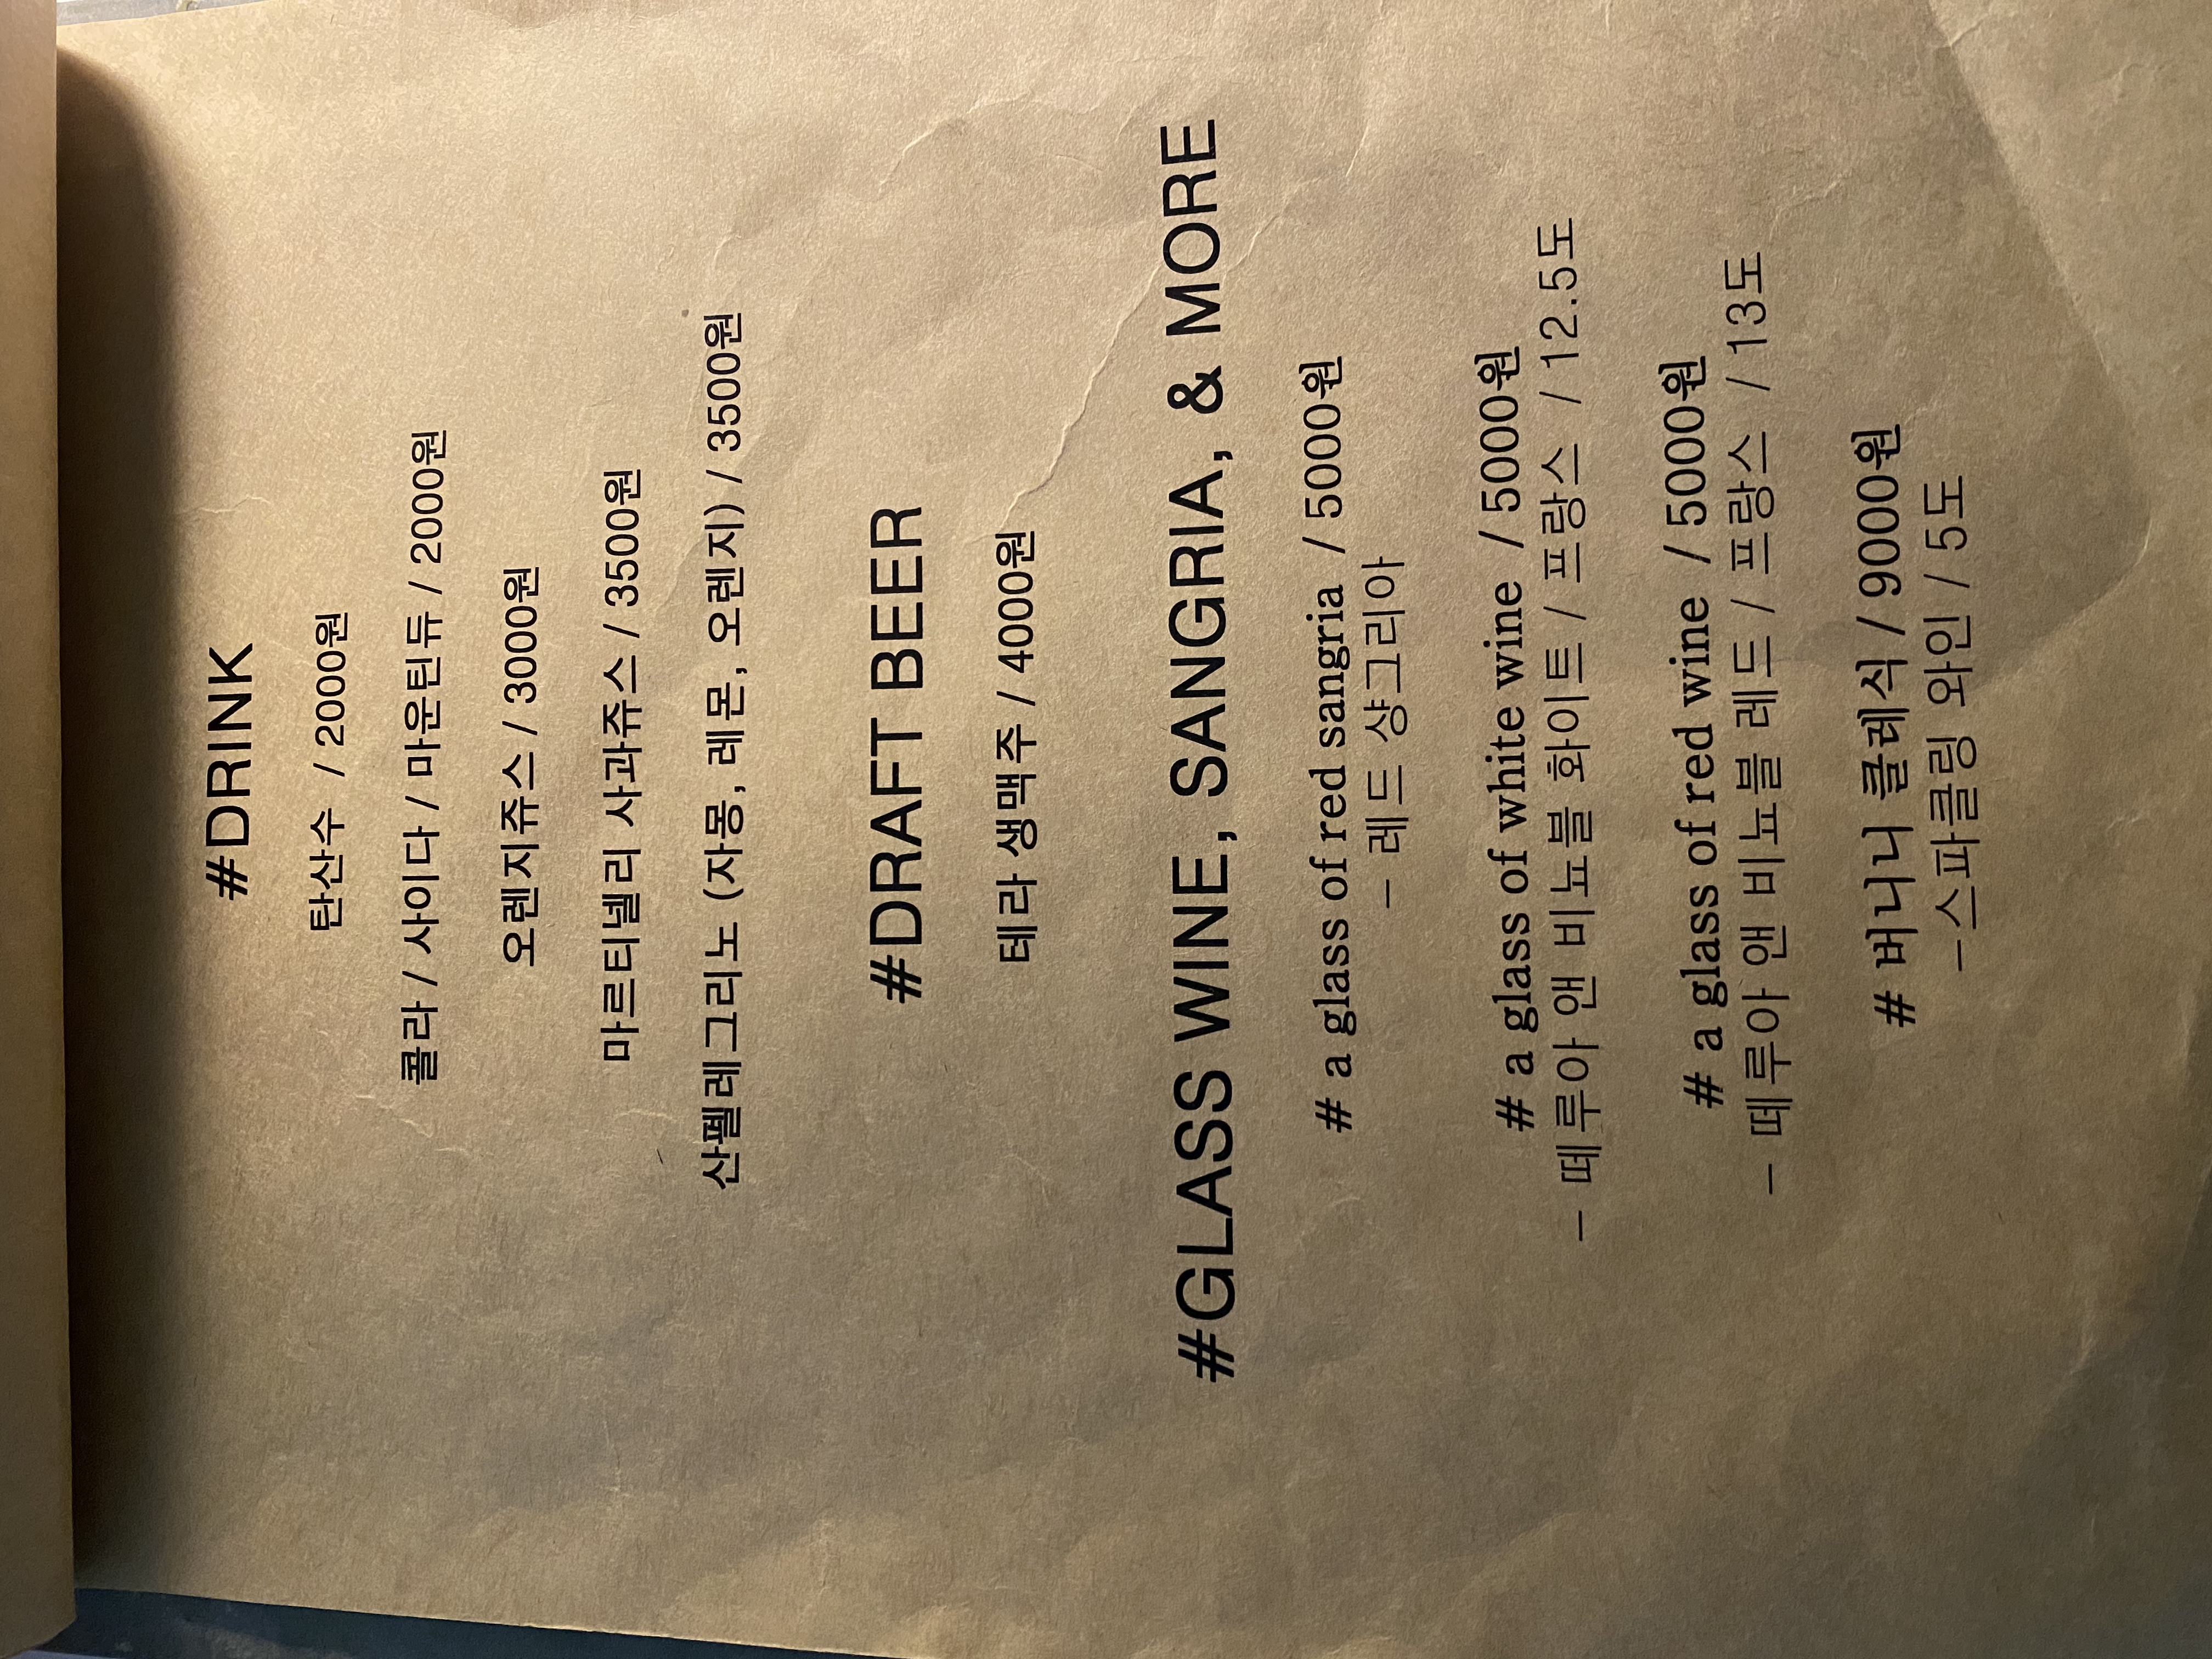 #DRINK
탄산수 / 2000원
콜라 / 사이다 / 마운틴듀 / 2000원
오렌지쥬스 / 3000원
마르티넬리 사과쥬스 / 3500원
산펠레그리노 (자몽, 레몬, 오렌지) / 3500원
#DRAFT BEER
테라 생맥주 / 4000원
#GLASS WINE, SANGRIA, & MORE
# a glass of red sangria / 5000원
- 레드 샹그리아
# a glass of white wine / 5000원
- 떼루아 앤 비뇨블 화이트 / 프랑스 / 12.5도
# a glass of red wine / 5000원
- 떼루아 앤 비뇨블 레드 / 프랑스 / 13도
# 버니니 클레식 / 9000원
-스파클링 와인 / 5도